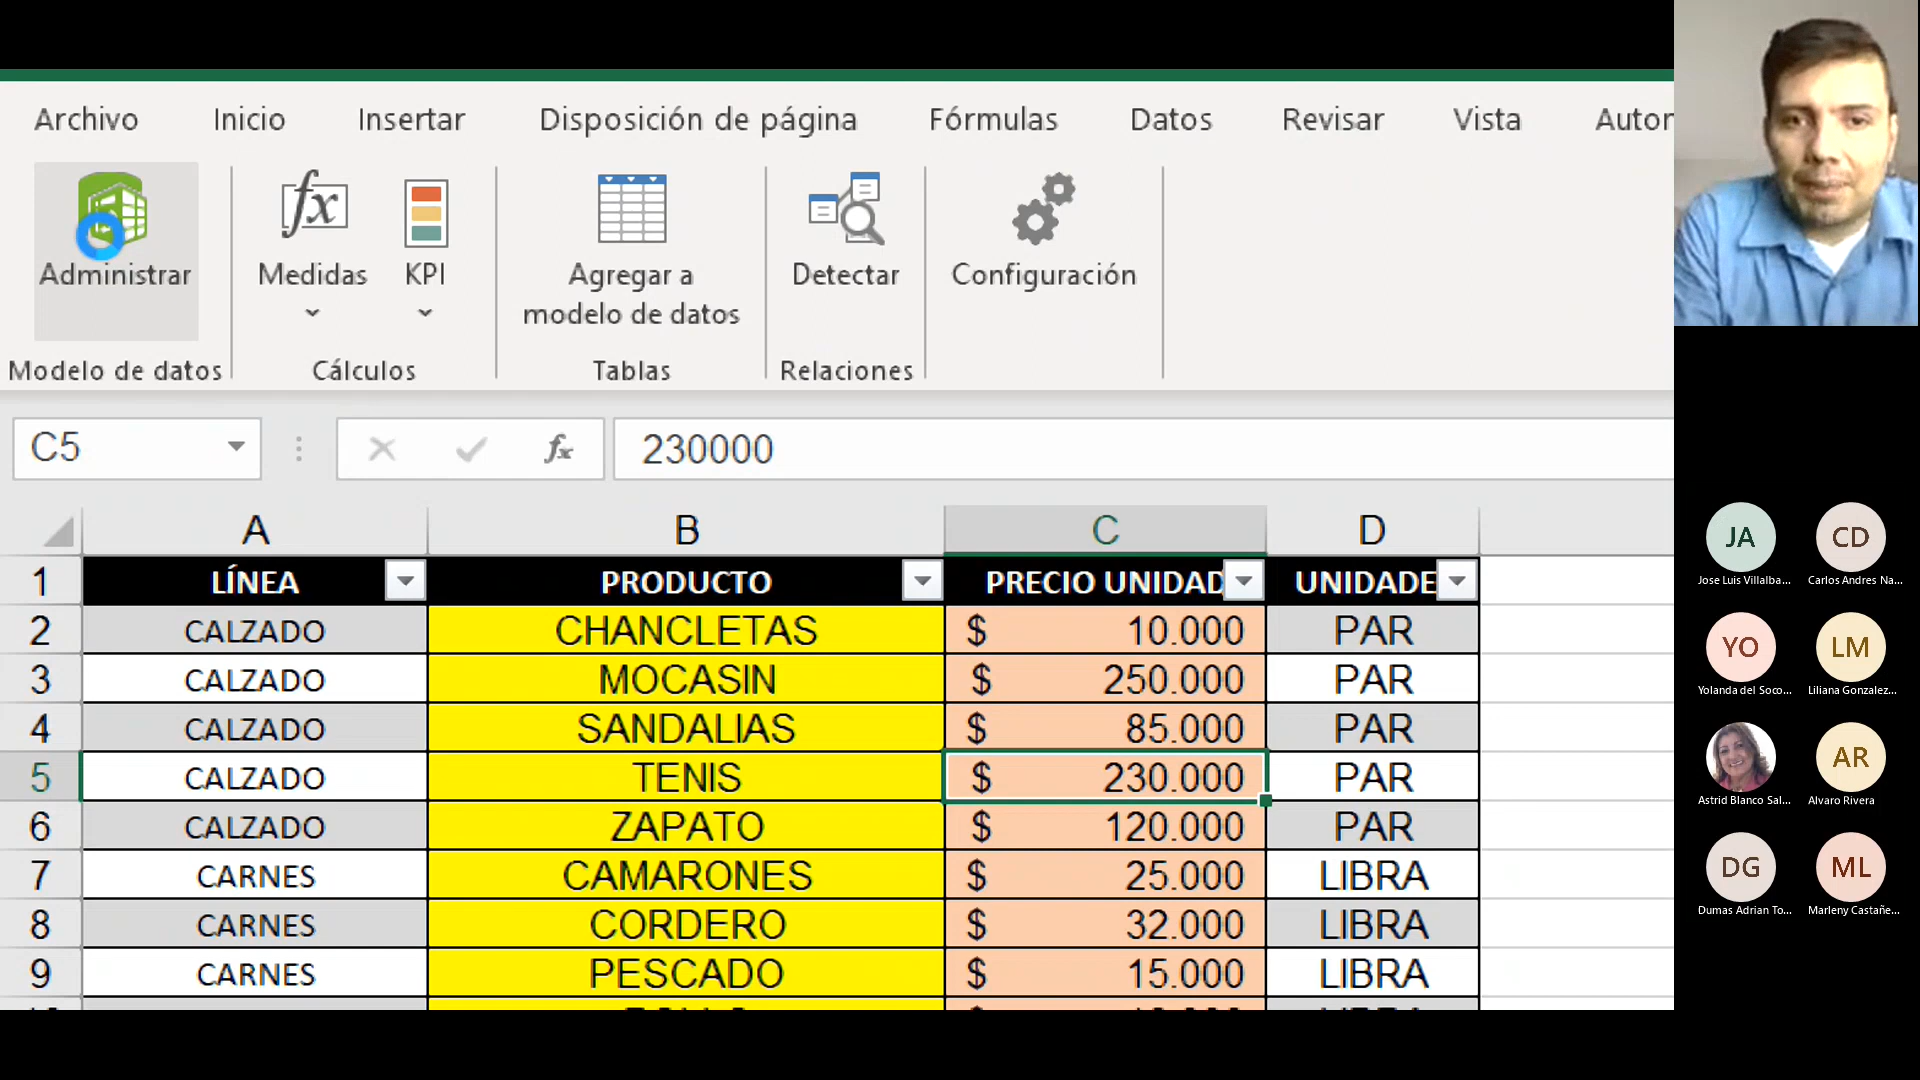 Archivo Inicio Insertar Disposición de página Fórmulas Datos Revisar Vista Autor
Administrar Medidas KPI Agregar a modelo de datos Detectar Configuración
Modelo de datos Cálculos Tablas Relaciones
C5 fx 230000
A B C D
1 LÍNEA PRODUCTO PRECIO UNIDAD UNIDADE
2 CALZADO CHANCLETAS $ 10.000 PAR
3 CALZADO MOCASIN $ 250.000 PAR
4 CALZADO SANDALIAS $ 85.000 PAR
5 CALZADO TENIS $ 230.000 PAR
6 CALZADO ZAPATO $ 120.000 PAR
7 CARNES CAMARONES $ 25.000 LIBRA
8 CARNES CORDERO $ 32.000 LIBRA
9 CARNES PESCADO $ 15.000 LIBRA
JA CD
Jose Luis Villalba... Carlos Andres Na...
YO LM
Yolanda del Soco... Liliana Gonzalez...
AR
Astrid Blanco Sal... Alvaro Rivera
DG ML
Dumas Adrian To... Marleny Castañe...